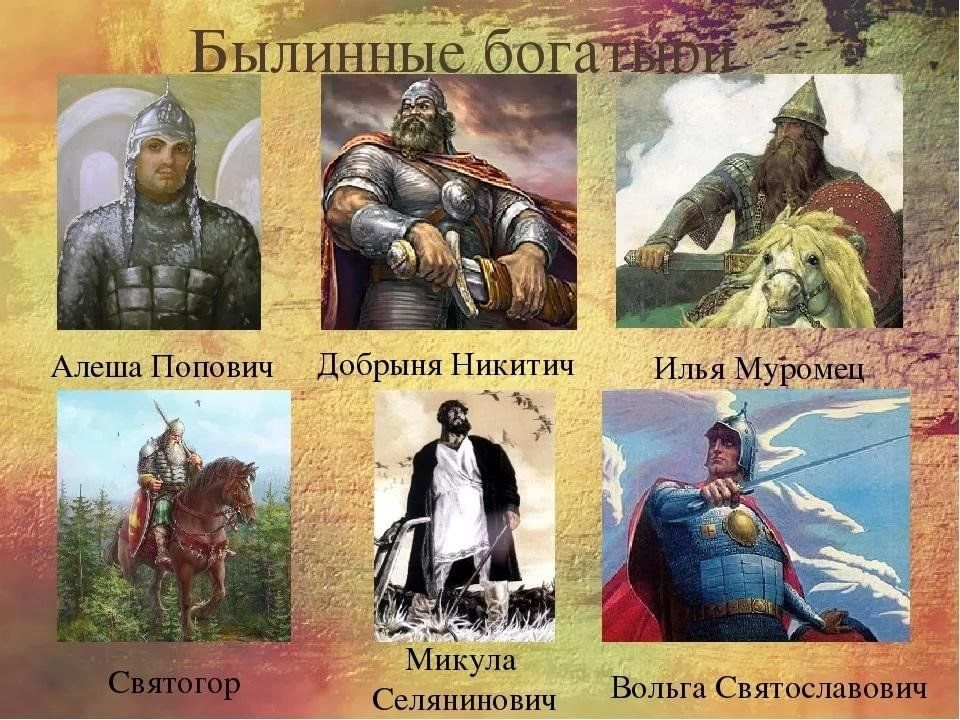 Былинные богатыри
Алеша Попович
Добрыня Никитич
Илья Муромец
Святогор
Микула
Селянинович
Вольга Святославович